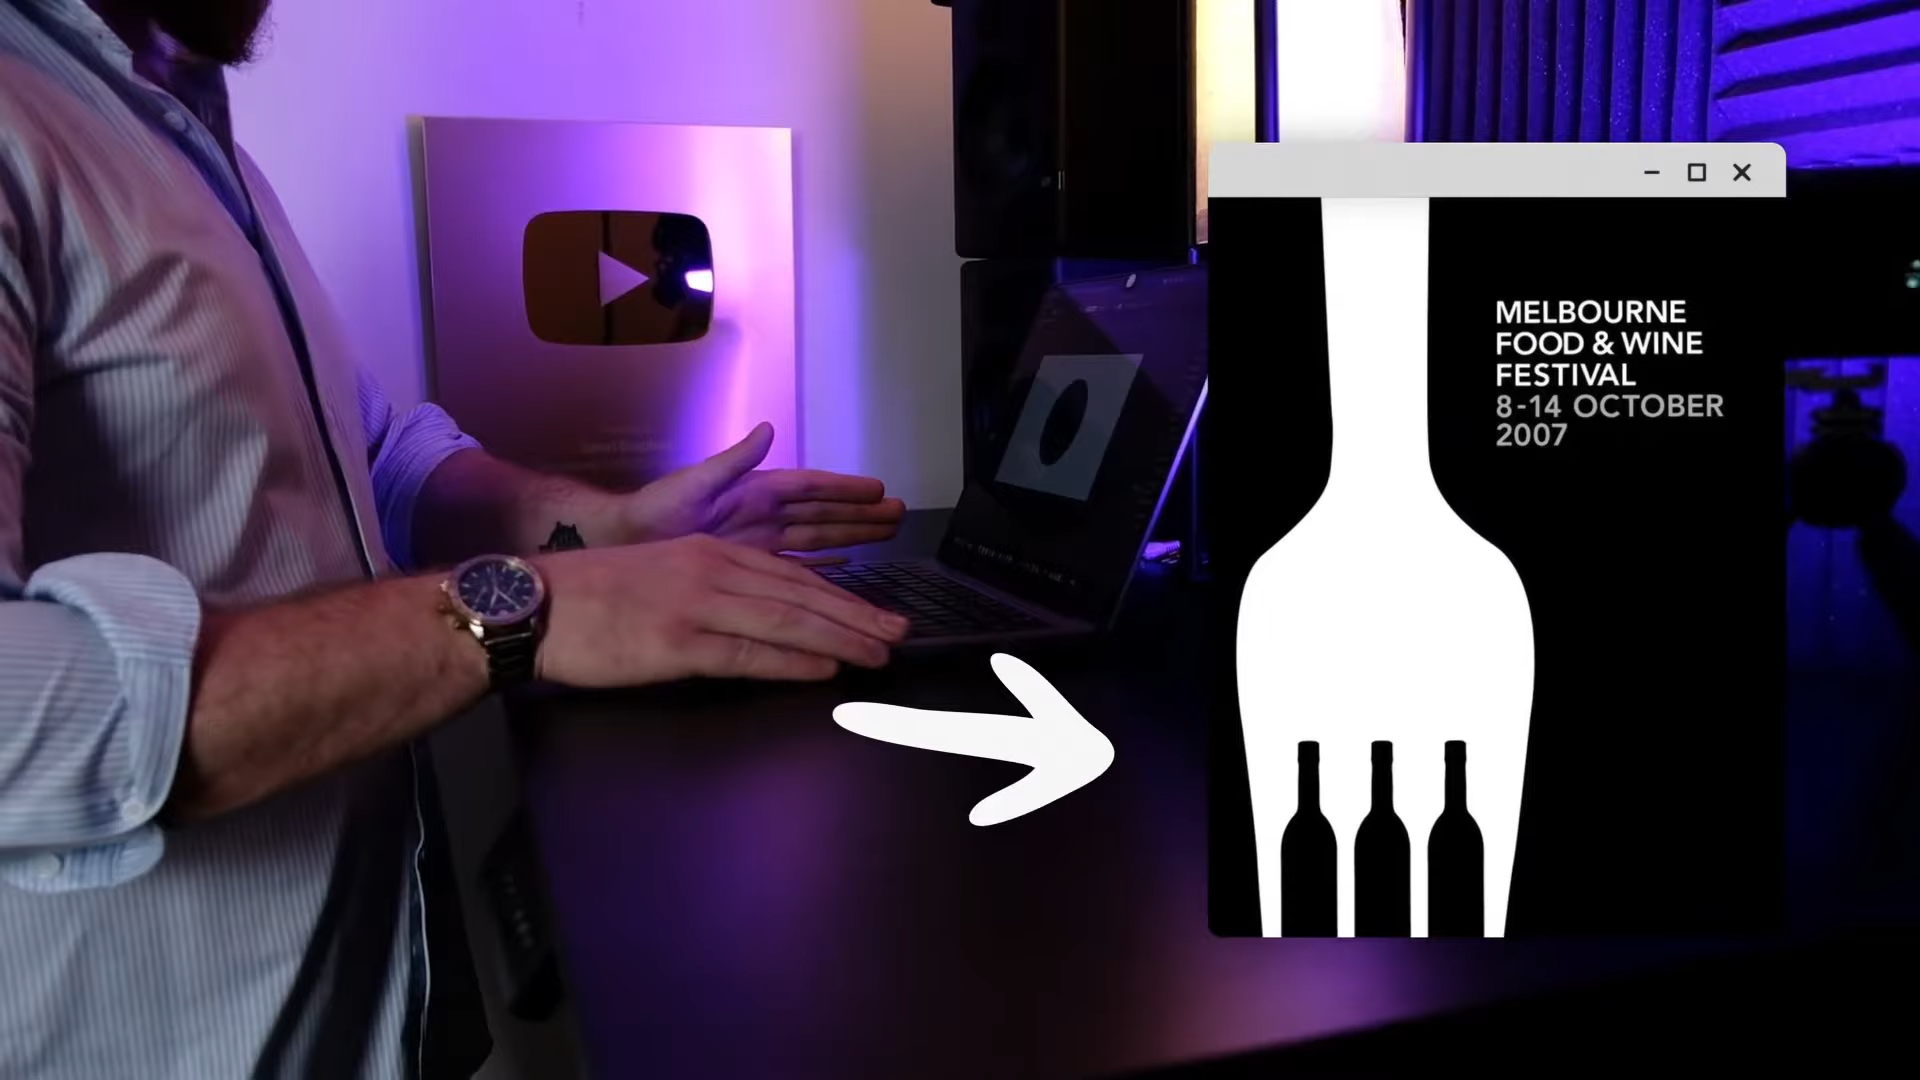 MELBOURNE
FOOD & WINE
FESTIVAL
8-14 OCTOBER
2007